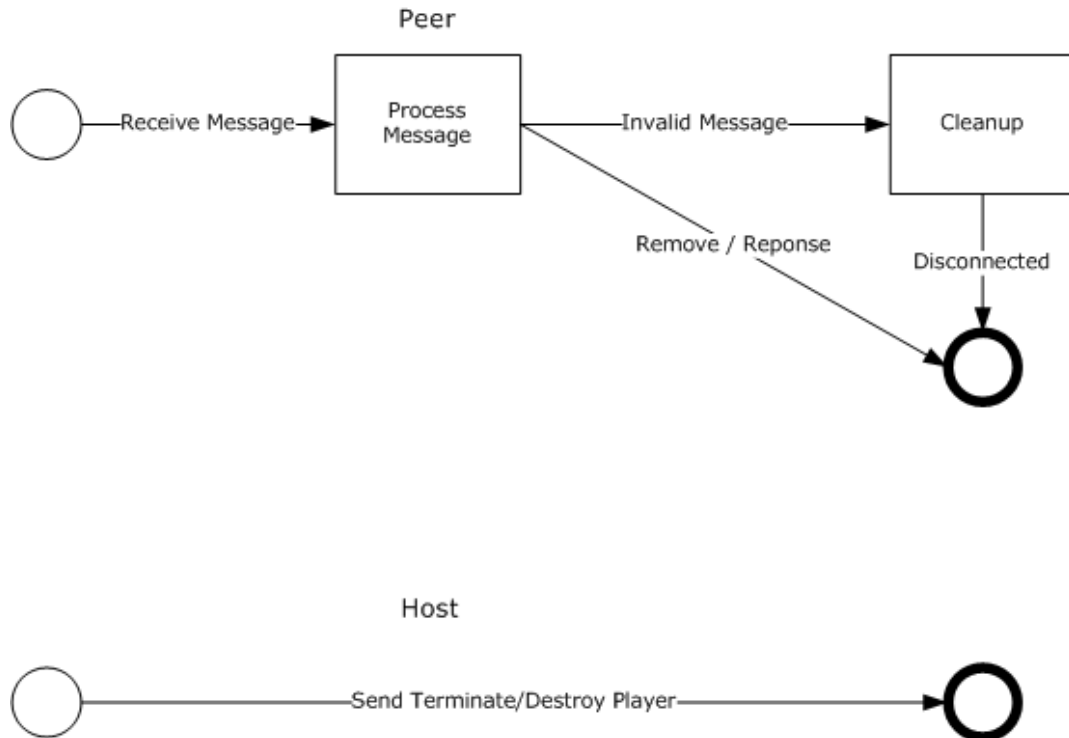 Peer
Receive Message
Process
Message
Invalid Message
Cleanup
Remove / Reponse
Disconnected
Host
Send Terminate/Destroy Player